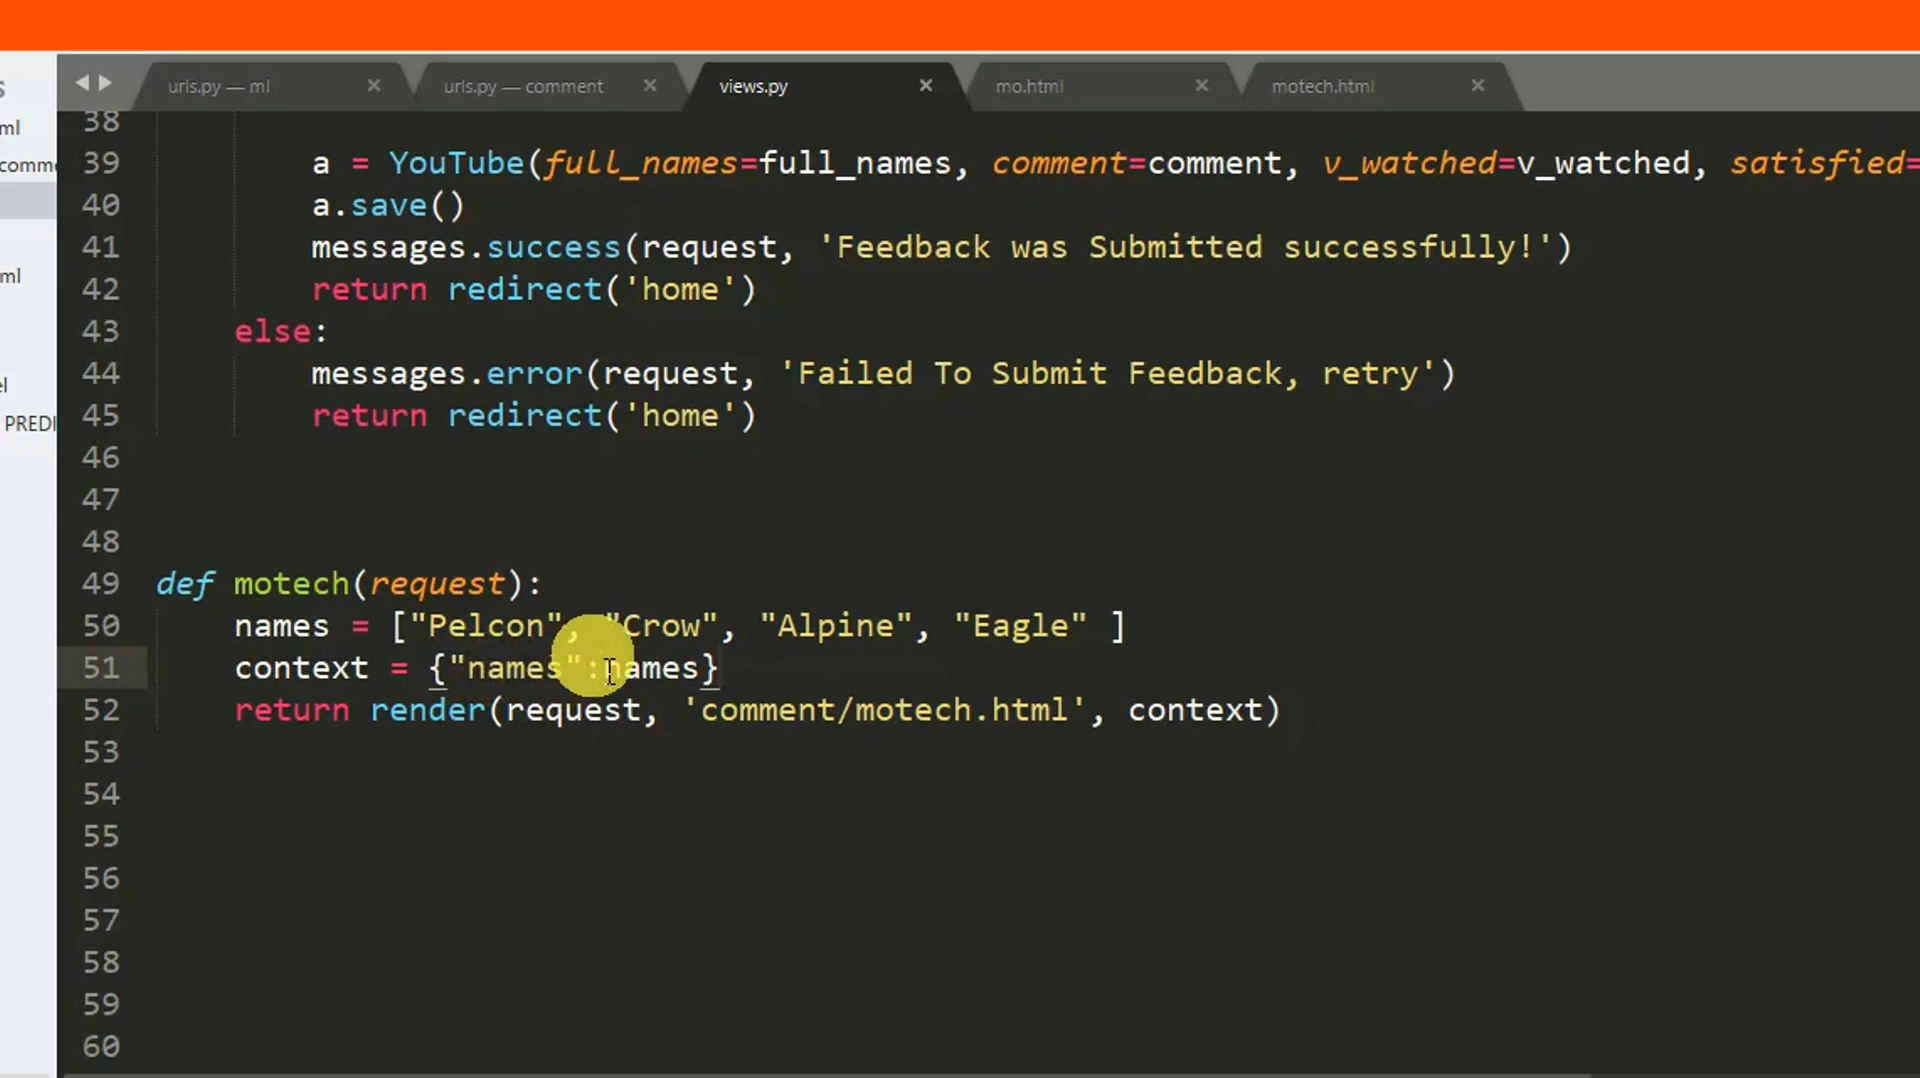 urls.py — ml urls.py — comment views.py mo.html motech.html
38
39 a = YouTube(full_names=full_names, comment=comment, v_watched=v_watched, satisfied=
40 a.save()
41 messages.success(request, 'Feedback was Submitted successfully!')
42 return redirect('home')
43 else:
44 messages.error(request, 'Failed To Submit Feedback, retry')
45 return redirect('home')
46
47
48
49 def motech(request):
50 names = ["Pelcon", "Crow", "Alpine", "Eagle" ]
51 context = {"names":names}
52 return render(request, 'comment/motech.html', context)
53
54
55
56
57
58
59
60
S
ml
comme
ml
el
PREDI